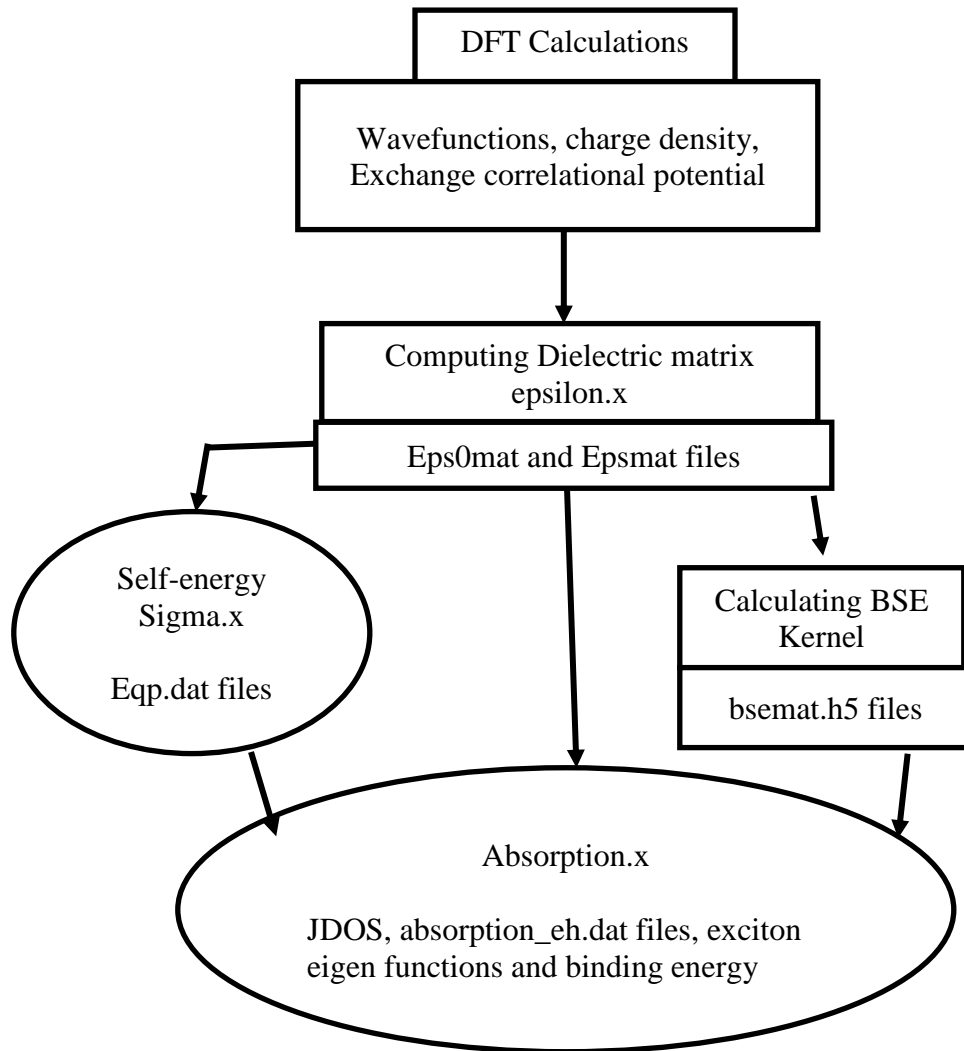 DFT Calculations
Wavefunctions, charge density,
Exchange correlational potential
Computing Dielectric matrix
epsilon.x
Eps0mat and Epsmat files
Self-energy
Sigma.x
Eqp.dat files
Calculating BSE
Kernel
bsemat.h5 files
Absorption.x
JDOS, absorption_eh.dat files, exciton
eigen functions and binding energy